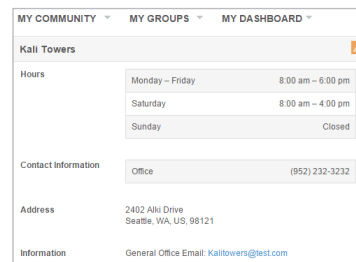 MY COMMUNITY MY GROUPS MY DASHBOARD
Kali Towers
Hours
Monday – Friday 8:00 am – 6:00 pm
Saturday 8:00 am – 4:00 pm
Sunday Closed
Contact Information
Office (952) 232-3232
Address 2402 Alki Drive
Seattle, WA, US, 98121
Information General Office Email: Kalitowers@test.com